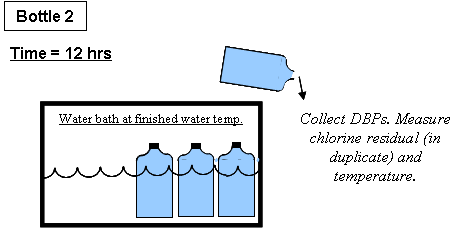 Bottle 2
Time = 12 hrs
Water bath at finished water temp.
Collect DBPs. Measure
chlorine residual (in
duplicate) and
temperature.